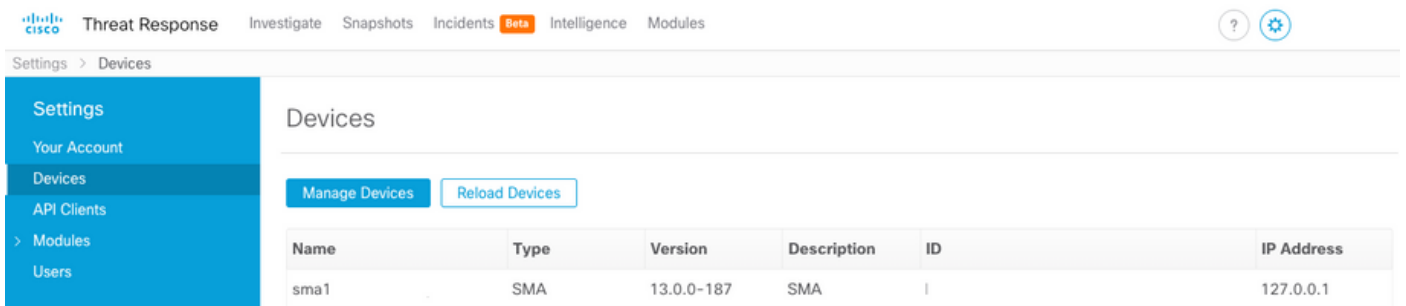 CISCO Threat Response Investigate Snapshots Incidents Beta Intelligence Modules ?
Settings > Devices
Settings
Your Account
Devices
API Clients
> Modules
Users
Devices
Manage Devices Reload Devices
Name Type Version Description ID IP Address
sma1 SMA 13.0.0-187 SMA 127.0.0.1